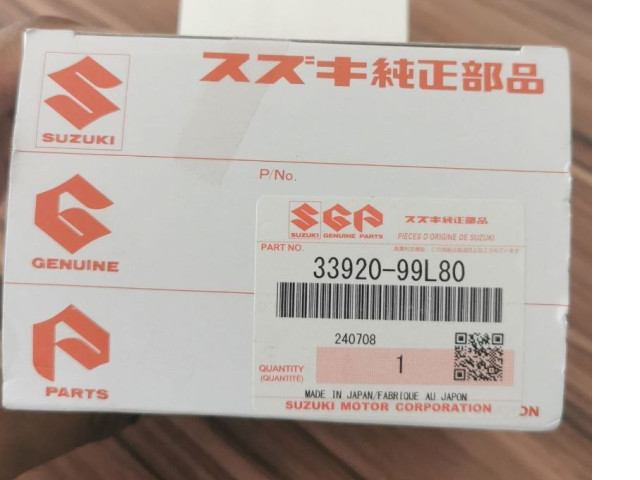 スズキ純正部品
SUZUKI
P/No.
GENUINE
SGP
スズキ純正部品
SUZUKI GENUINE PARTS
PIECES D'ORIGINE DE SUZUKI
PART NO.
33920-99L80
240708
QUANTITY
(QUANTITÉ)
1
PARTS
MADE IN JAPAN/FABRIQUE AU JAPON
SUZUKI MOTOR CORPORATION
ON